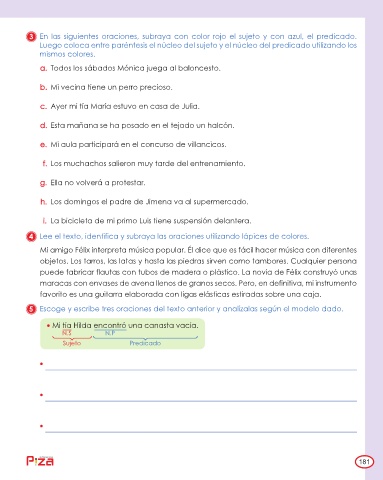 3 En las siguientes oraciones, subraya con color rojo el sujeto y con azul, el predicado.
Luego coloca entre paréntesis el núcleo del sujeto y el núcleo del predicado utilizando los
mismos colores.
a. Todos los sábados Mónica juega al baloncesto.
b. Mi vecina tiene un perro precioso.
c. Ayer mi tía María estuvo en casa de Julia.
d. Esta mañana se ha posado en el tejado un halcón.
e. Mi aula participará en el concurso de villancicos.
f. Los muchachos salieron muy tarde del entrenamiento.
g. Ella no volverá a protestar.
h. Los domingos el padre de Jimena va al supermercado.
i. La bicicleta de mi primo Luis tiene suspensión delantera.
4 Lee el texto, identifica y subraya las oraciones utilizando lápices de colores.
Mi amigo Félix interpreta música popular. Él dice que es fácil hacer música con diferentes
objetos. Los tarros, las latas y hasta las piedras sirven como tambores. Cualquier persona
puede fabricar flautas con tubos de madera o plástico. La novia de Félix construyó unas
maracas con envases de avena llenos de granos secos. Pero, en definitiva, mi instrumento
favorito es una guitarra elaborada con ligas elásticas estiradas sobre una caja.
5 Escoge y escribe tres oraciones del texto anterior y analízalas según el modelo dado.
• Mi tía Hilda encontró una canasta vacía.
N.S N.P
Sujeto Predicado
•
•
•
Piza 181